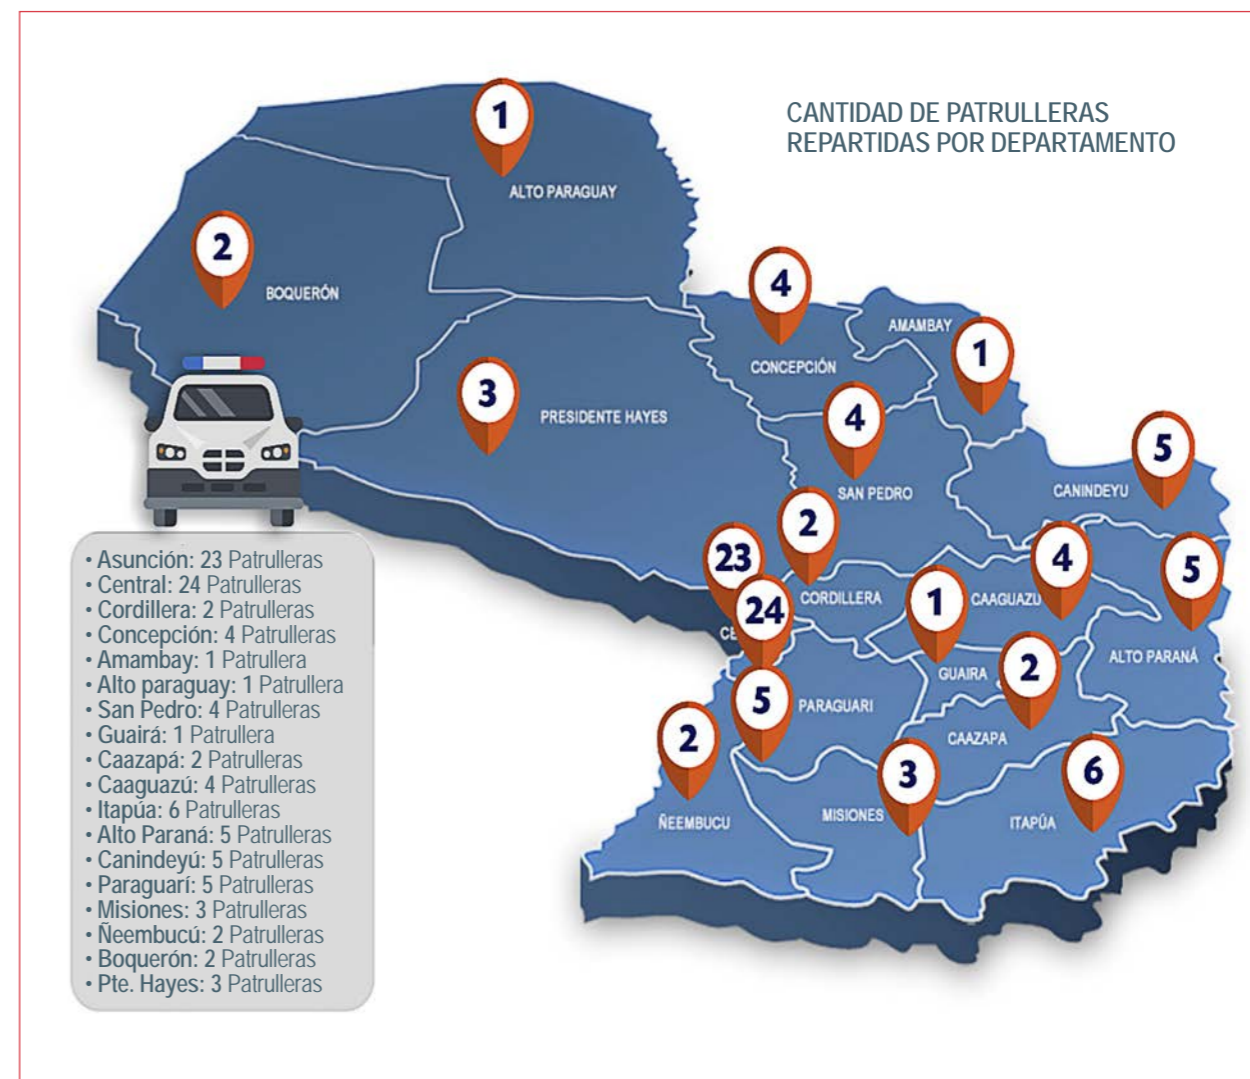 CANTIDAD DE PATRULLERAS
REPARTIDAS POR DEPARTAMENTO
1
ALTO PARAGUAY
2
BOQUERÓN
4
CONCEPCIÓN
AMAMBAY
1
3
PRESIDENTE HAYES
4
SAN PEDRO
5
CANINDEYU
2
CORDILLERA
23
24
4
CAAGUAZU
1
GUAIRA
5
ALTO PARANÁ
2
CAAZAPA
5
PARAGUARI
2
ÑEEMBUCU
3
MISIONES
6
ITAPÚA
• Asunción: 23 Patrulleras
• Central: 24 Patrulleras
• Cordillera: 2 Patrulleras
• Concepción: 4 Patrulleras
• Amambay: 1 Patrullera
• Alto paraguay: 1 Patrullera
• San Pedro: 4 Patrulleras
• Guairá: 1 Patrullera
• Caazapá: 2 Patrulleras
• Caaguazú: 4 Patrulleras
• Itapúa: 6 Patrulleras
• Alto Paraná: 5 Patrulleras
• Canindeyú: 5 Patrulleras
• Paraguarí: 5 Patrulleras
• Misiones: 3 Patrulleras
• Ñeembucú: 2 Patrulleras
• Boquerón: 2 Patrulleras
• Pte. Hayes: 3 Patrulleras